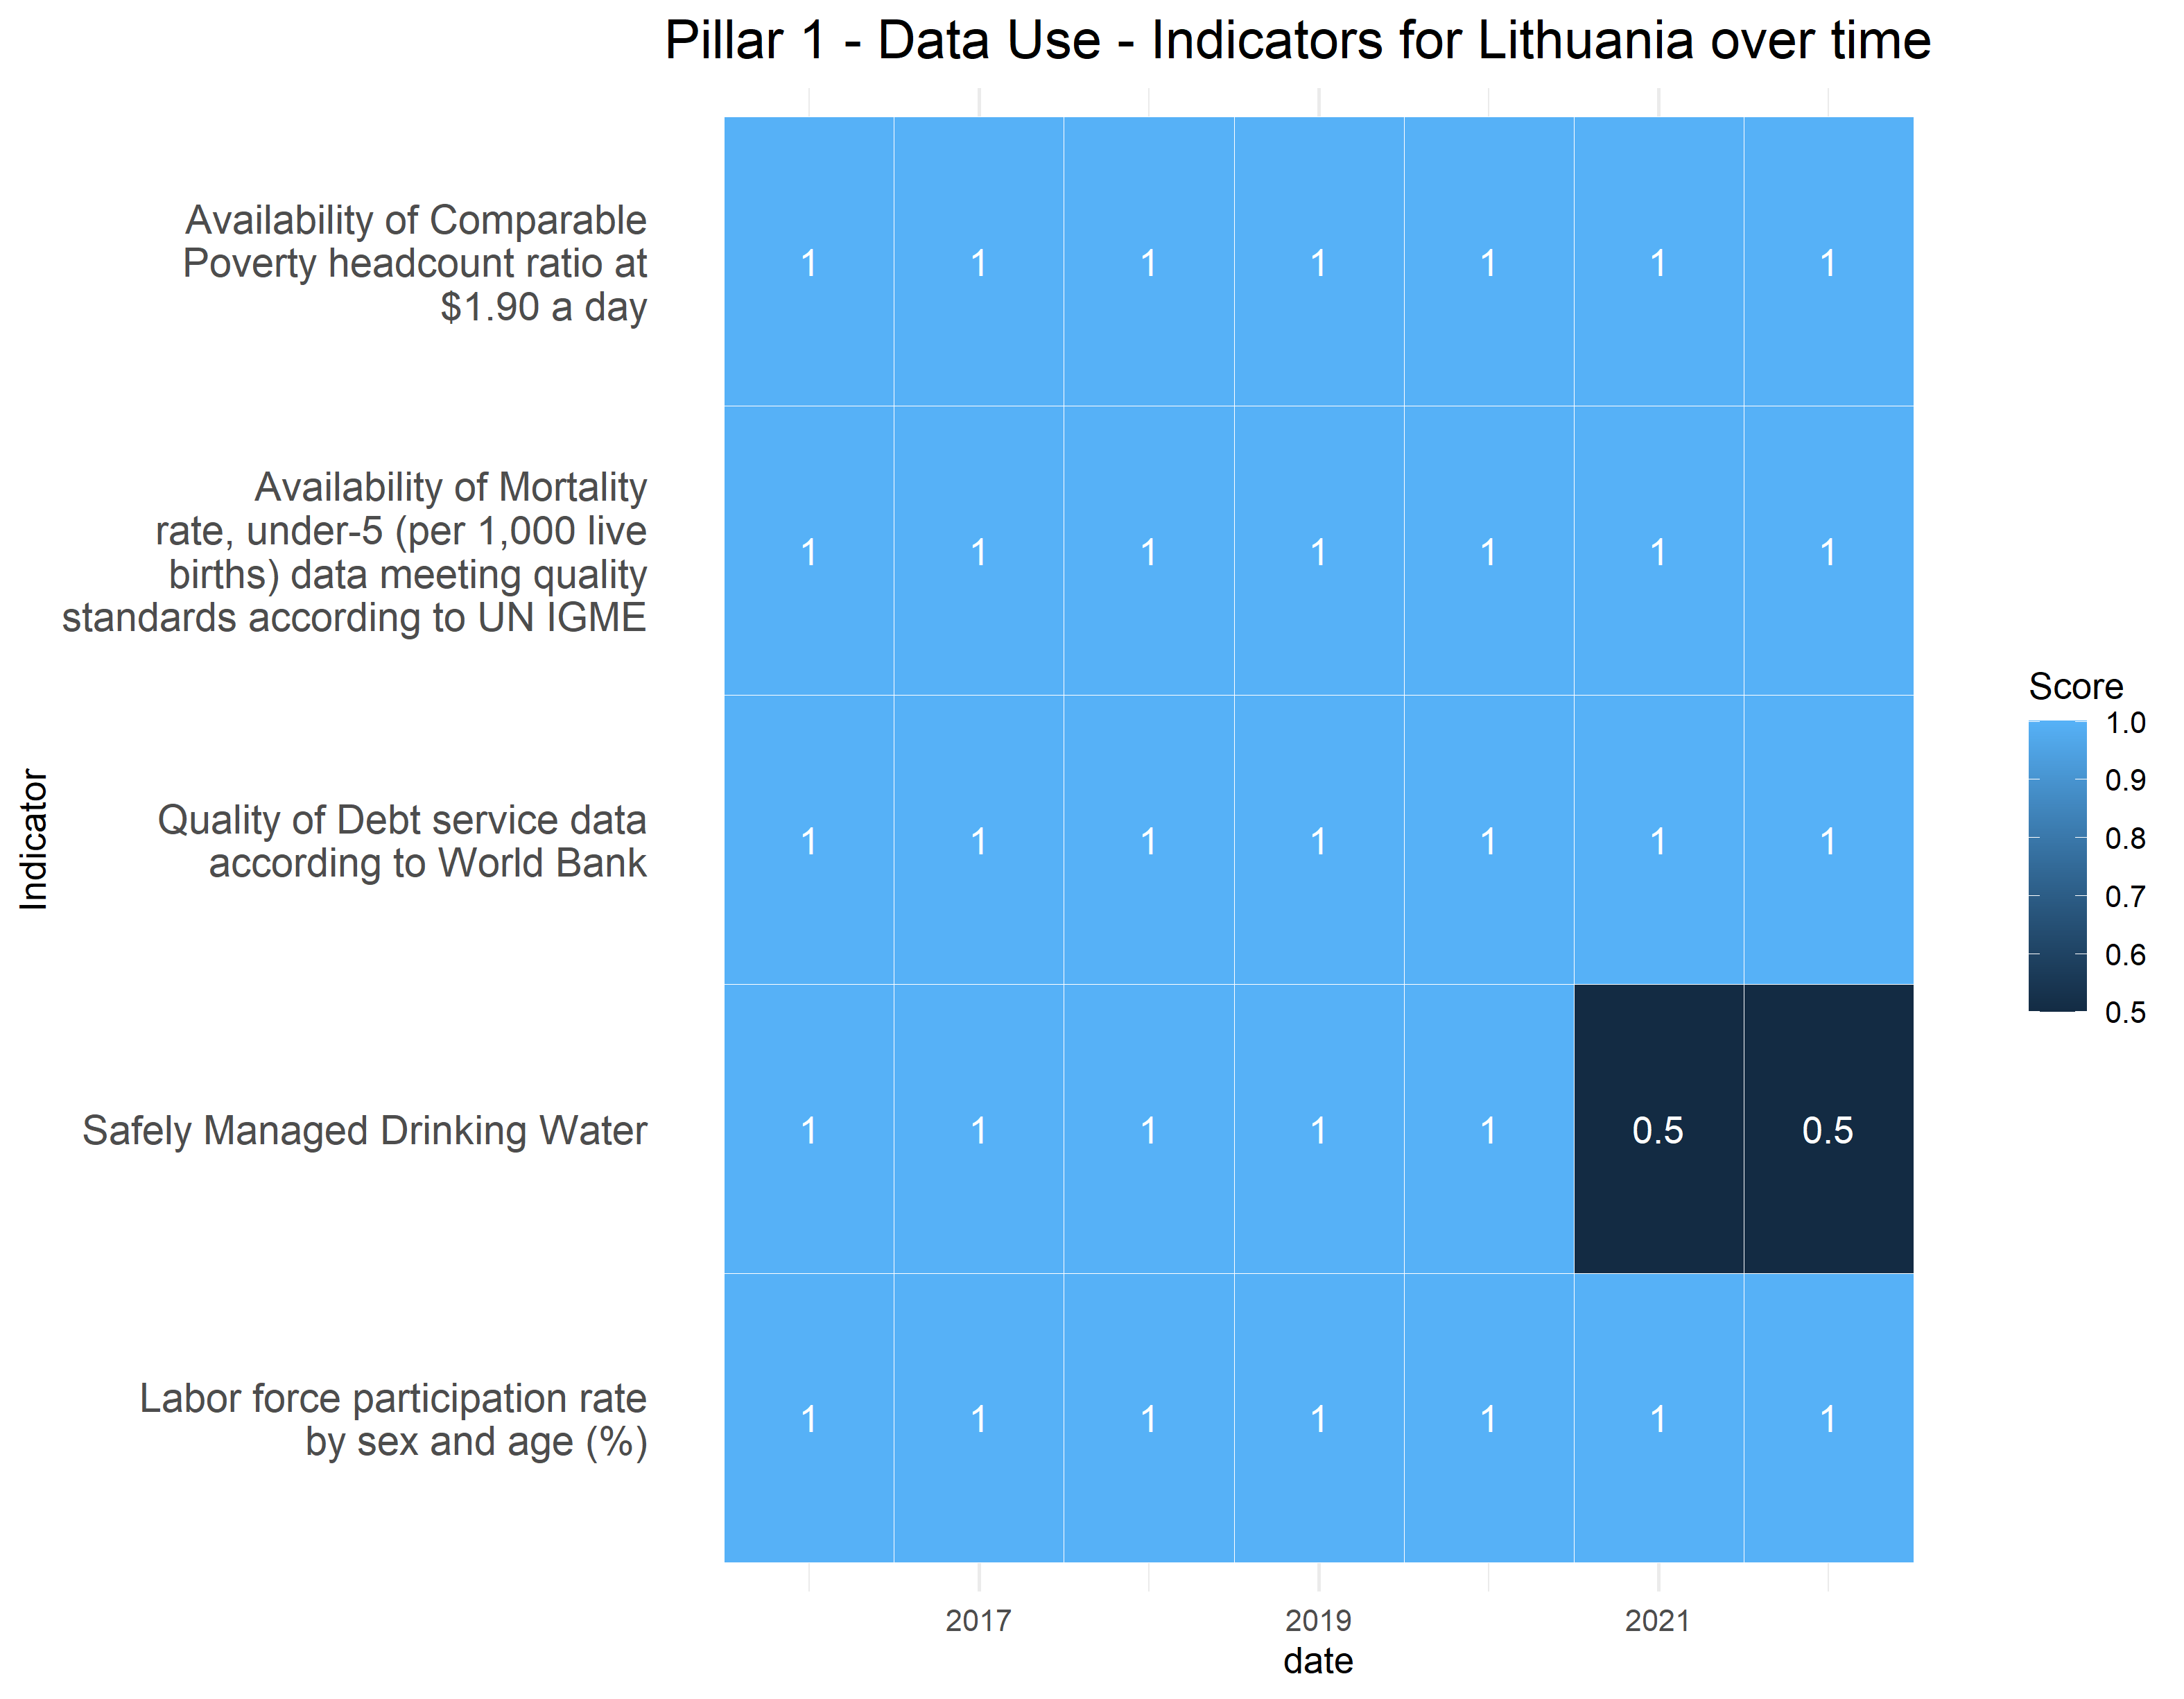 Pillar 1 - Data Use - Indicators for Lithuania over time
Indicator
Availability of Comparable
Poverty headcount ratio at
$1.90 a day
1 1 1 1 1 1 1
Availability of Mortality
rate, under-5 (per 1,000 live
births) data meeting quality
standards according to UN IGME
1 1 1 1 1 1 1
Quality of Debt service data
according to World Bank
1 1 1 1 1 1 1
Safely Managed Drinking Water
1 1 1 1 1 0.5 0.5
Labor force participation rate
by sex and age (%)
1 1 1 1 1 1 1
2017 2019 2021
date
Score
1.0
0.9
0.8
0.7
0.6
0.5